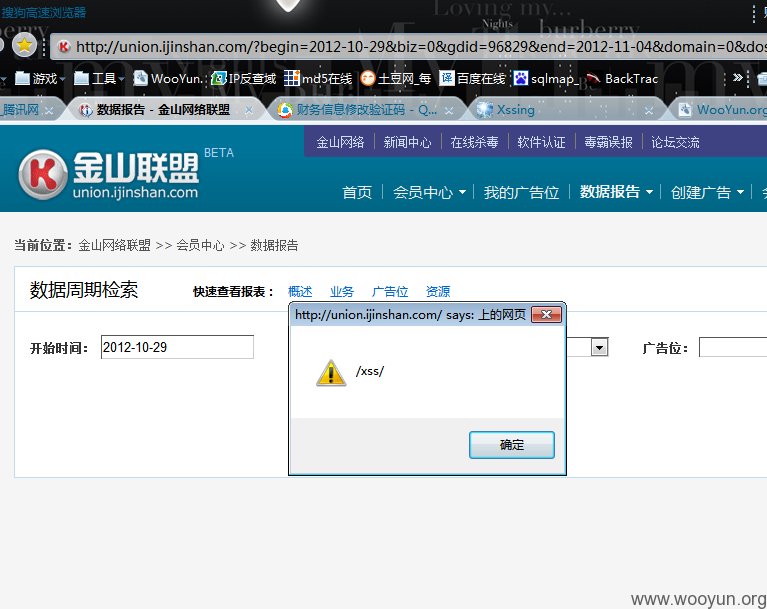 搜狗高速浏览器
Loving my...
Nights
burberry
http://union.ijinshan.com/?begin=2012-10-29&biz=0&gdid=96829&end=2012-11-04&domain=0&dos
游戏 工具 WooYun. IP反查域 md5在线 土豆网_每 百度在线 sqlmap BackTrac
腾讯网 数据报告 - 金山网络联盟 财务信息修改验证码 - Q... Xssing WooYun.org
金山网络 新闻中心 在线杀毒 软件认证 毒霸误报 论坛交流
金山联盟 BETA
union.ijinshan.com
首页 会员中心 我的广告位 数据报告 创建广告
当前位置： 金山网络联盟 >> 会员中心 >> 数据报告
数据周期检索 快速查看报表： 概述 业务 广告位 资源
http://union.ijinshan.com/ says: 上的网页
开始时间： 2012-10-29 广告位：
/xss/
确定
www.wooyun.org